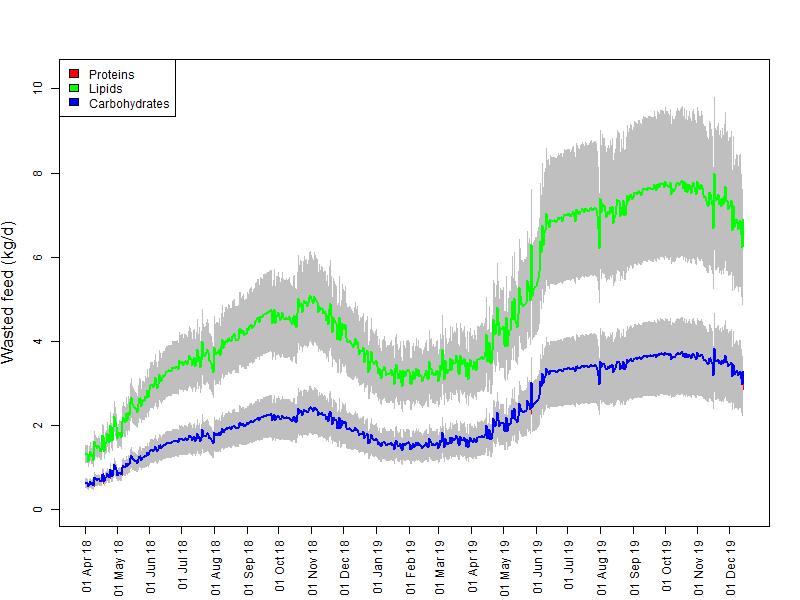 Proteins
Lipids
Carbohydrates
Wasted feed (kg/d)
10
8
6
4
2
0
01 Apr 18
01 May 18
01 Jun 18
01 Jul 18
01 Aug 18
01 Sep 18
01 Oct 18
01 Nov 18
01 Dec 18
01 Jan 19
01 Feb 19
01 Mar 19
01 Apr 19
01 May 19
01 Jun 19
01 Jul 19
01 Aug 19
01 Sep 19
01 Oct 19
01 Nov 19
01 Dec 19